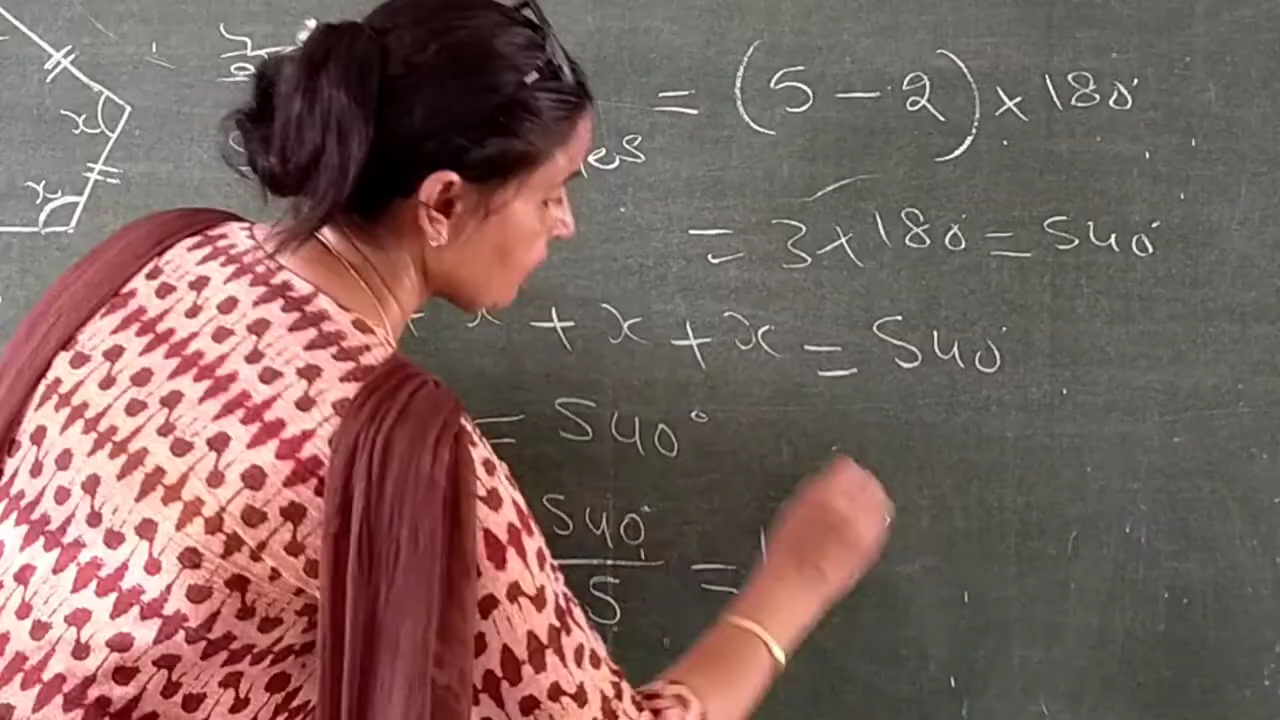 = (5 - 2) × 180°
= 3 × 180° = 540°
+ x + x + x = 540°
= 540°
540° / 5 =
x
x